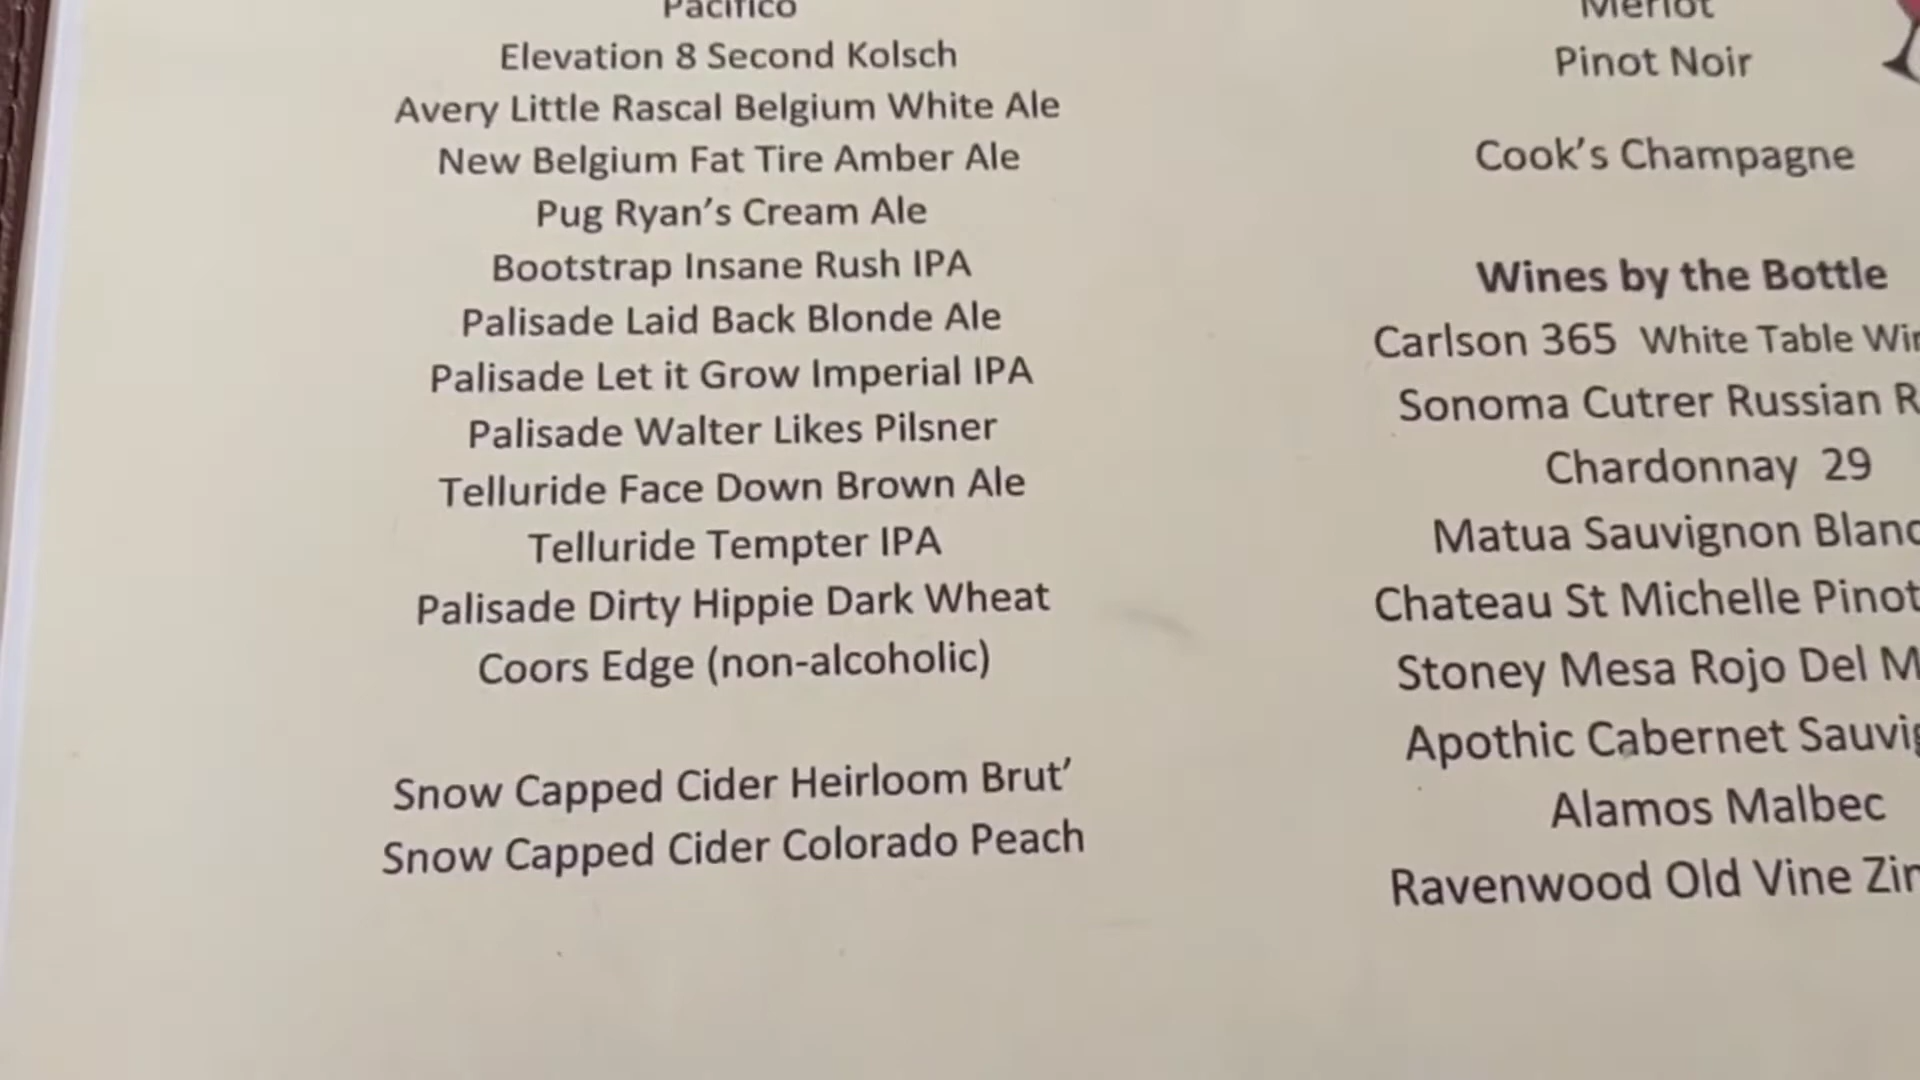 Pacifico
Elevation 8 Second Kolsch
Avery Little Rascal Belgium White Ale
New Belgium Fat Tire Amber Ale
Pug Ryan's Cream Ale
Bootstrap Insane Rush IPA
Palisade Laid Back Blonde Ale
Palisade Let it Grow Imperial IPA
Palisade Walter Likes Pilsner
Telluride Face Down Brown Ale
Telluride Tempter IPA
Palisade Dirty Hippie Dark Wheat
Coors Edge (non-alcoholic)
Snow Capped Cider Heirloom Brut'
Snow Capped Cider Colorado Peach
Merlot
Pinot Noir
Cook's Champagne
Wines by the Bottle
Carlson 365 White Table
Sonoma Cutrer Russian
Chardonnay 29
Matua Sauvignon Blanc
Chateau St Michelle Pinot
Stoney Mesa Rojo Del
Apothic Cabernet
Alamos Malbec
Ravenwood Old Vine